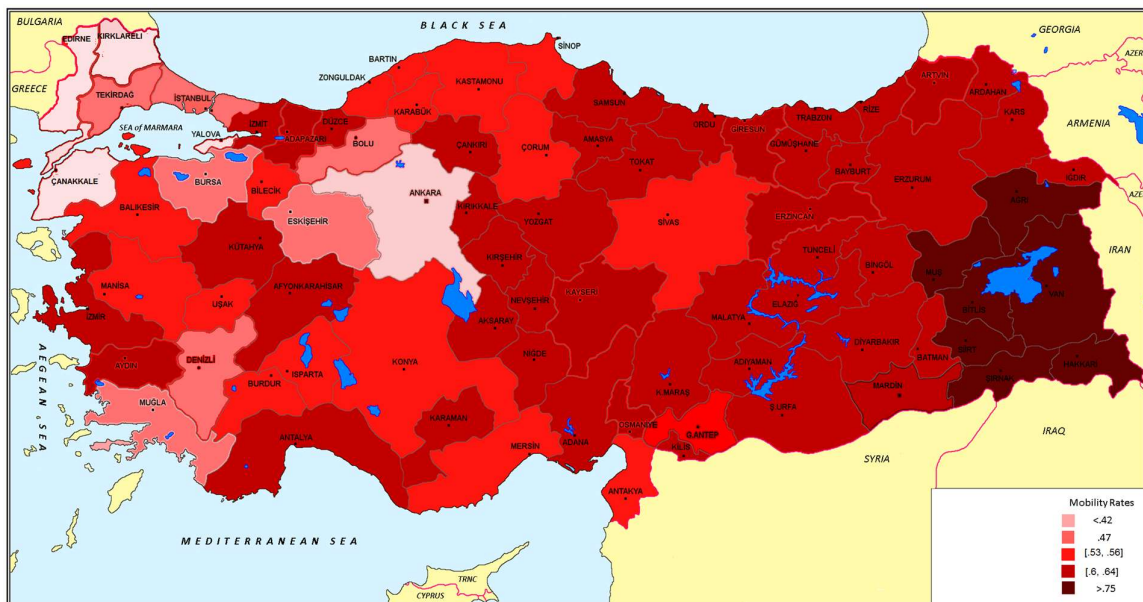 BULGARIA
BLACK SEA
GEORGIA
EDİRNE
KIRKLARELİ
SİNOP
AZER
BARTIN
ZONGULDAK
KASTAMONU
GREECE
TEKİRDAĞ
İSTANBUL
KARABÜK
SAMSUN
ARTVİN
ARDAHAN
KARS
SEA of MARMARA
YALOVA
İZMİT
ADAPAZARI
DÜZCE
BOLU
ÇANKIRI
ÇORUM
AMASYA
ORDU
GİRESUN
TRABZON
RİZE
GÜMÜŞHANE
BAYBURT
ARMENIA
ÇANAKKALE
BURSA
BİLECİK
ANKARA
TOKAT
ERZURUM
IĞDIR
AZE
BALIKESİR
ESKİŞEHİR
KIRIKKALE
YOZGAT
SİVAS
ERZİNCAN
AĞRI
KÜTAHYA
KIRŞEHİR
TUNCELİ
BİNGÖL
MUŞ
IRAN
MANİSA
UŞAK
AFYONKARAHİSAR
NEVŞEHİR
KAYSERİ
ELAZIĞ
BİTLİS
VAN
İZMİR
AKSARAY
MALATYA
DİYARBAKIR
BATMAN
SİRT
AYDIN
DENİZLİ
BURDUR
ISPARTA
KONYA
NİĞDE
K.MARAŞ
ADIYAMAN
MARDİN
ŞIRNAK
HAKKARİ
AEGEAN SEA
MUĞLA
ANTALYA
KARAMAN
MERSİN
ADANA
OSMANİYE
G.ANTEP
KİLİS
Ş.URFA
ANTAKYA
SYRIA
IRAQ
MEDITERRANEAN SEA
TRNC
CYPRUS
Mobility Rates
<.42
.47
[.53, .56]
[.6, .64]
>.75